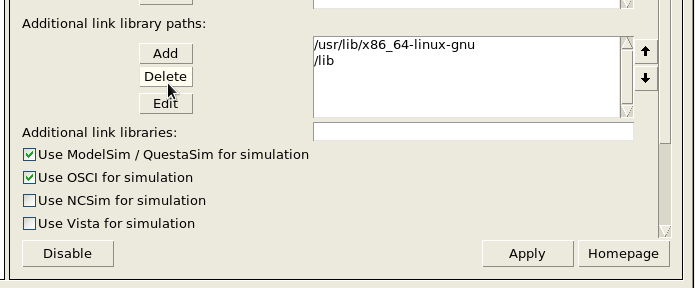 Additional link library paths:
Add
Delete
Edit
/usr/lib/x86_64-linux-gnu
/lib
Additional link libraries:
Use ModelSim / QuestaSim for simulation
Use OSCI for simulation
Use NCSim for simulation
Use Vista for simulation
Disable
Apply
Homepage